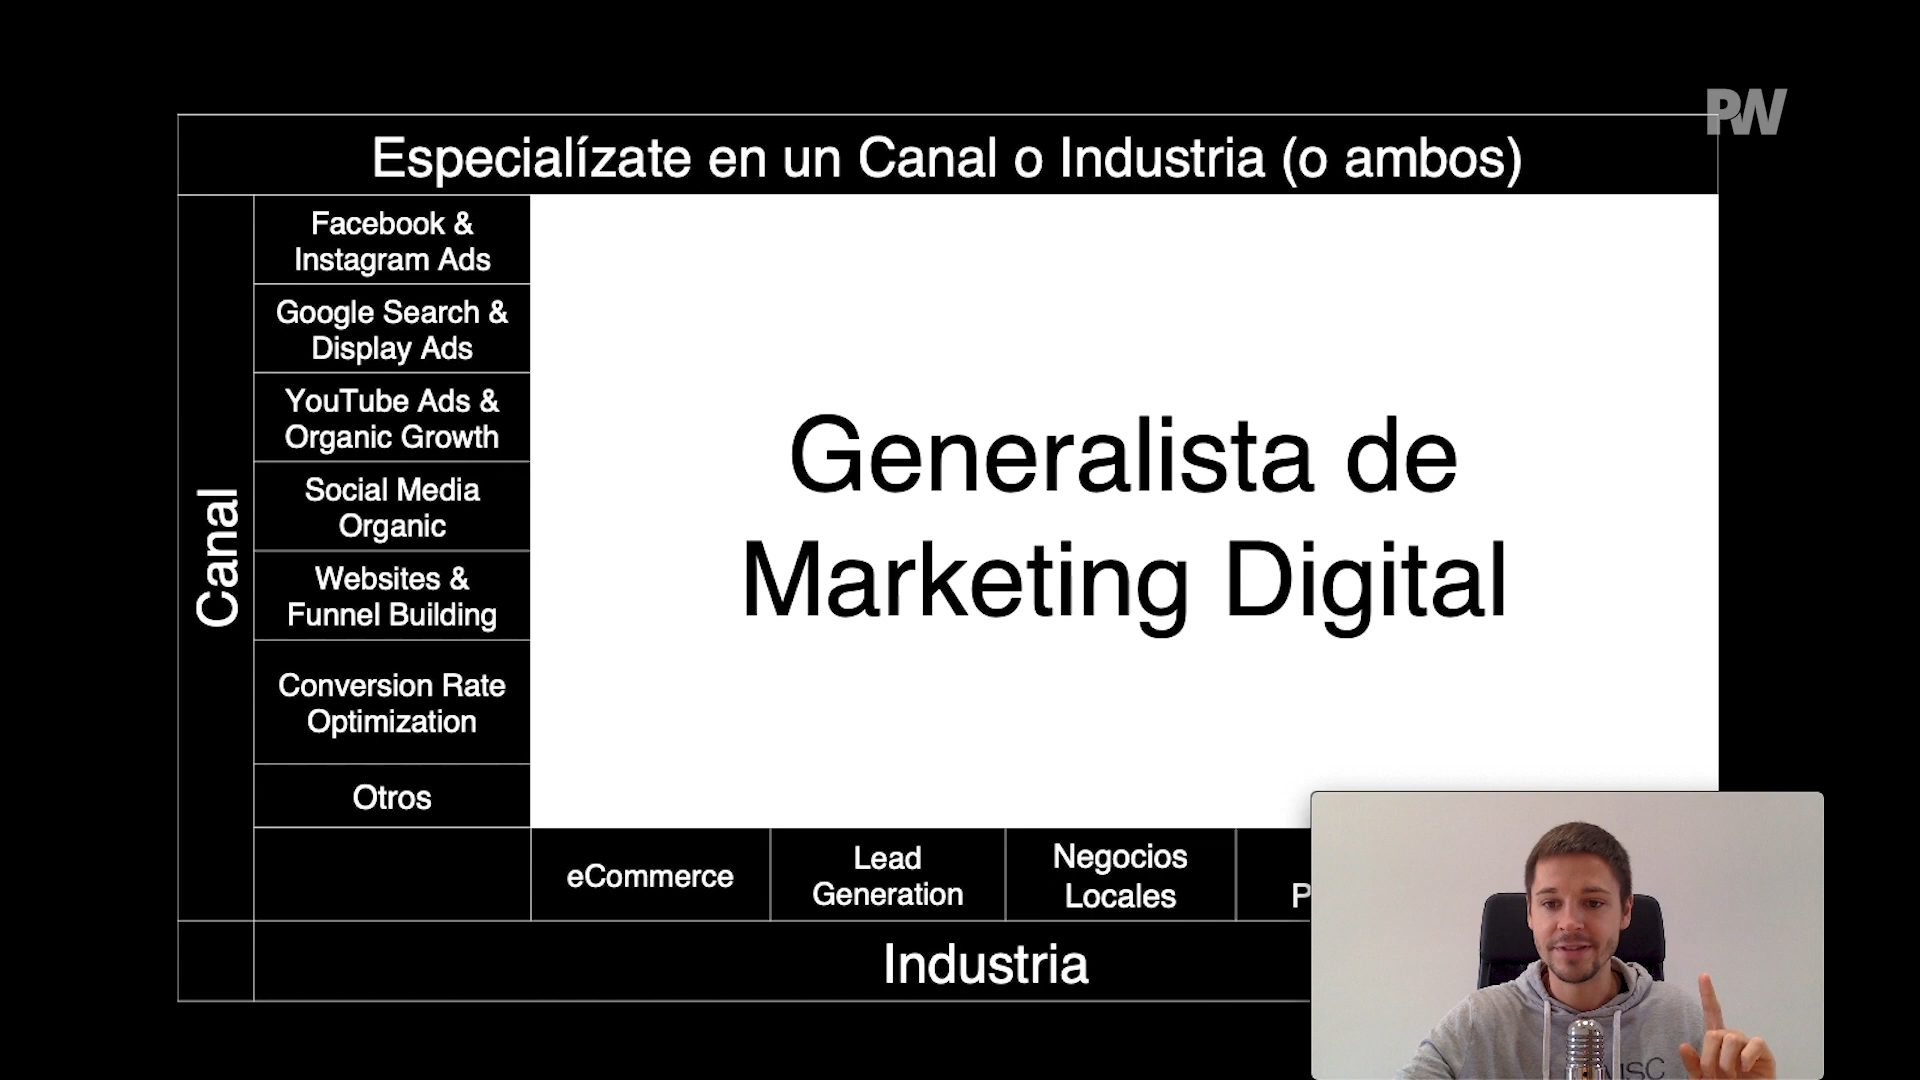 PW
Especialízate en un Canal o Industria (o ambos)
Canal
Facebook &
Instagram Ads
Google Search &
Display Ads
YouTube Ads &
Organic Growth
Social Media
Organic
Websites &
Funnel Building
Conversion Rate
Optimization
Otros
Generalista de
Marketing Digital
eCommerce
Lead
Generation
Negocios
Locales
P
Industria